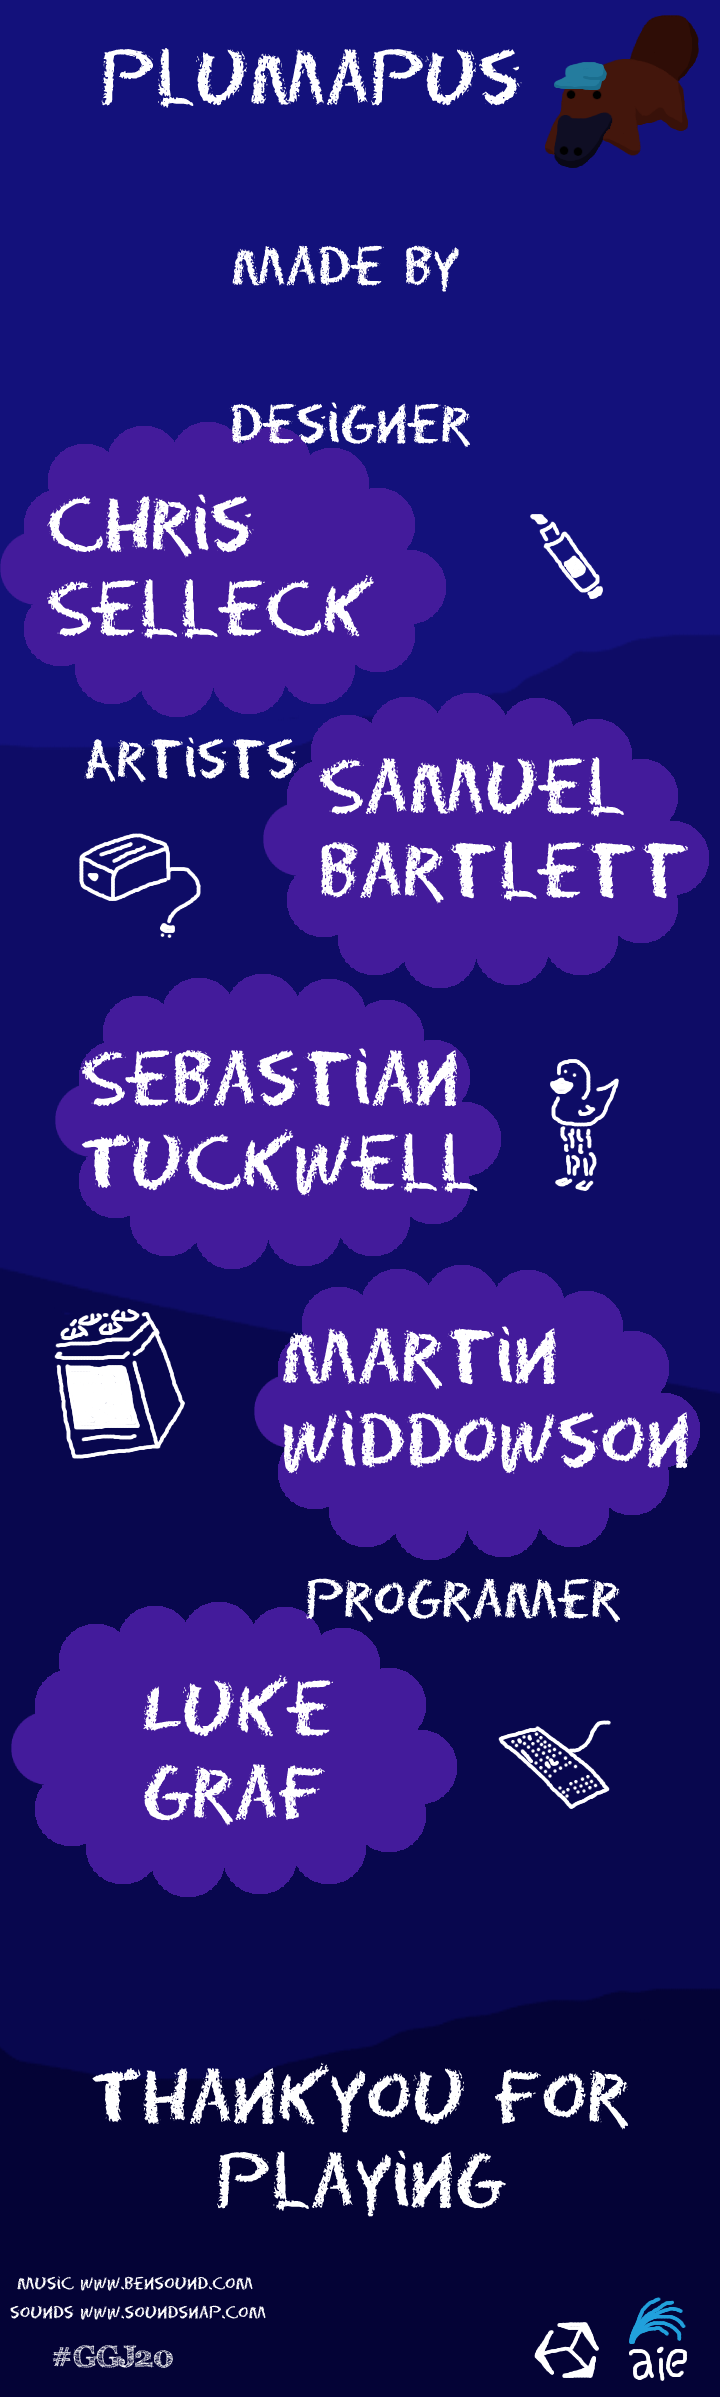 PLUMAPUS
MADE BY
DESiGNER
CHRiS
SELLECK
ARTiSTS
SAMUEL
BARTLETT
SEBASTiAN
TUCKWELL
MARTiN
WiDDOWSON
PROGRAMER
LUKE
GRAF
THANKYOU FOR
PLAYiNG
MUSiC WWW.BENSOUND.COM
SOUNDS WWW.SOUNDSNAP.COM
#GGJ20
aie